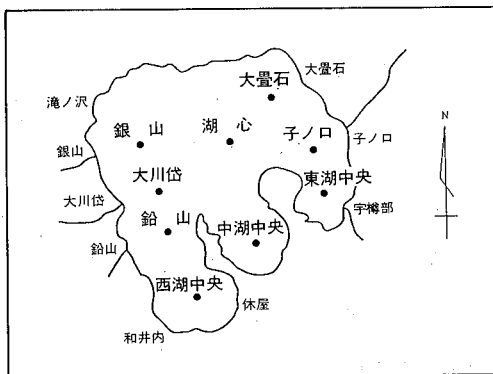 大畳石
大畳石
滝ノ沢
銀山
湖心
子ノ口
子ノ口
銀山
大川岱
東湖中央
大川岱
鉛山
中湖中央
宇樽部
鉛山
西湖中央
休屋
和井内
N